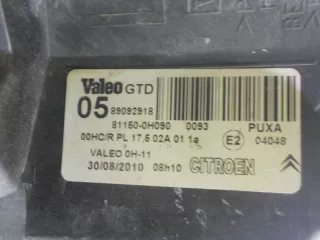 Valeo GTD
05 89092918
81150-0H090 0093 PUXA
00HC/R PL 17,5 02A 01 1a E2 04048
VALEO 0H-11
30/08/2010 08h10 CITROEN